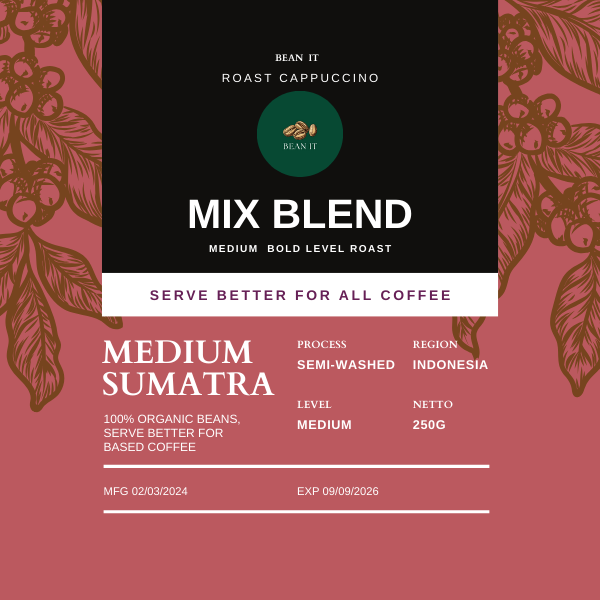 BEAN IT
ROAST CAPPUCCINO
BEAN IT
MIX BLEND
MEDIUM BOLD LEVEL ROAST
SERVE BETTER FOR ALL COFFEE
MEDIUM
SUMATRA
100% ORGANIC BEANS,
SERVE BETTER FOR
BASED COFFEE
PROCESS
SEMI-WASHED
REGION
INDONESIA
LEVEL
MEDIUM
NETTO
250G
MFG 02/03/2024
EXP 09/09/2026